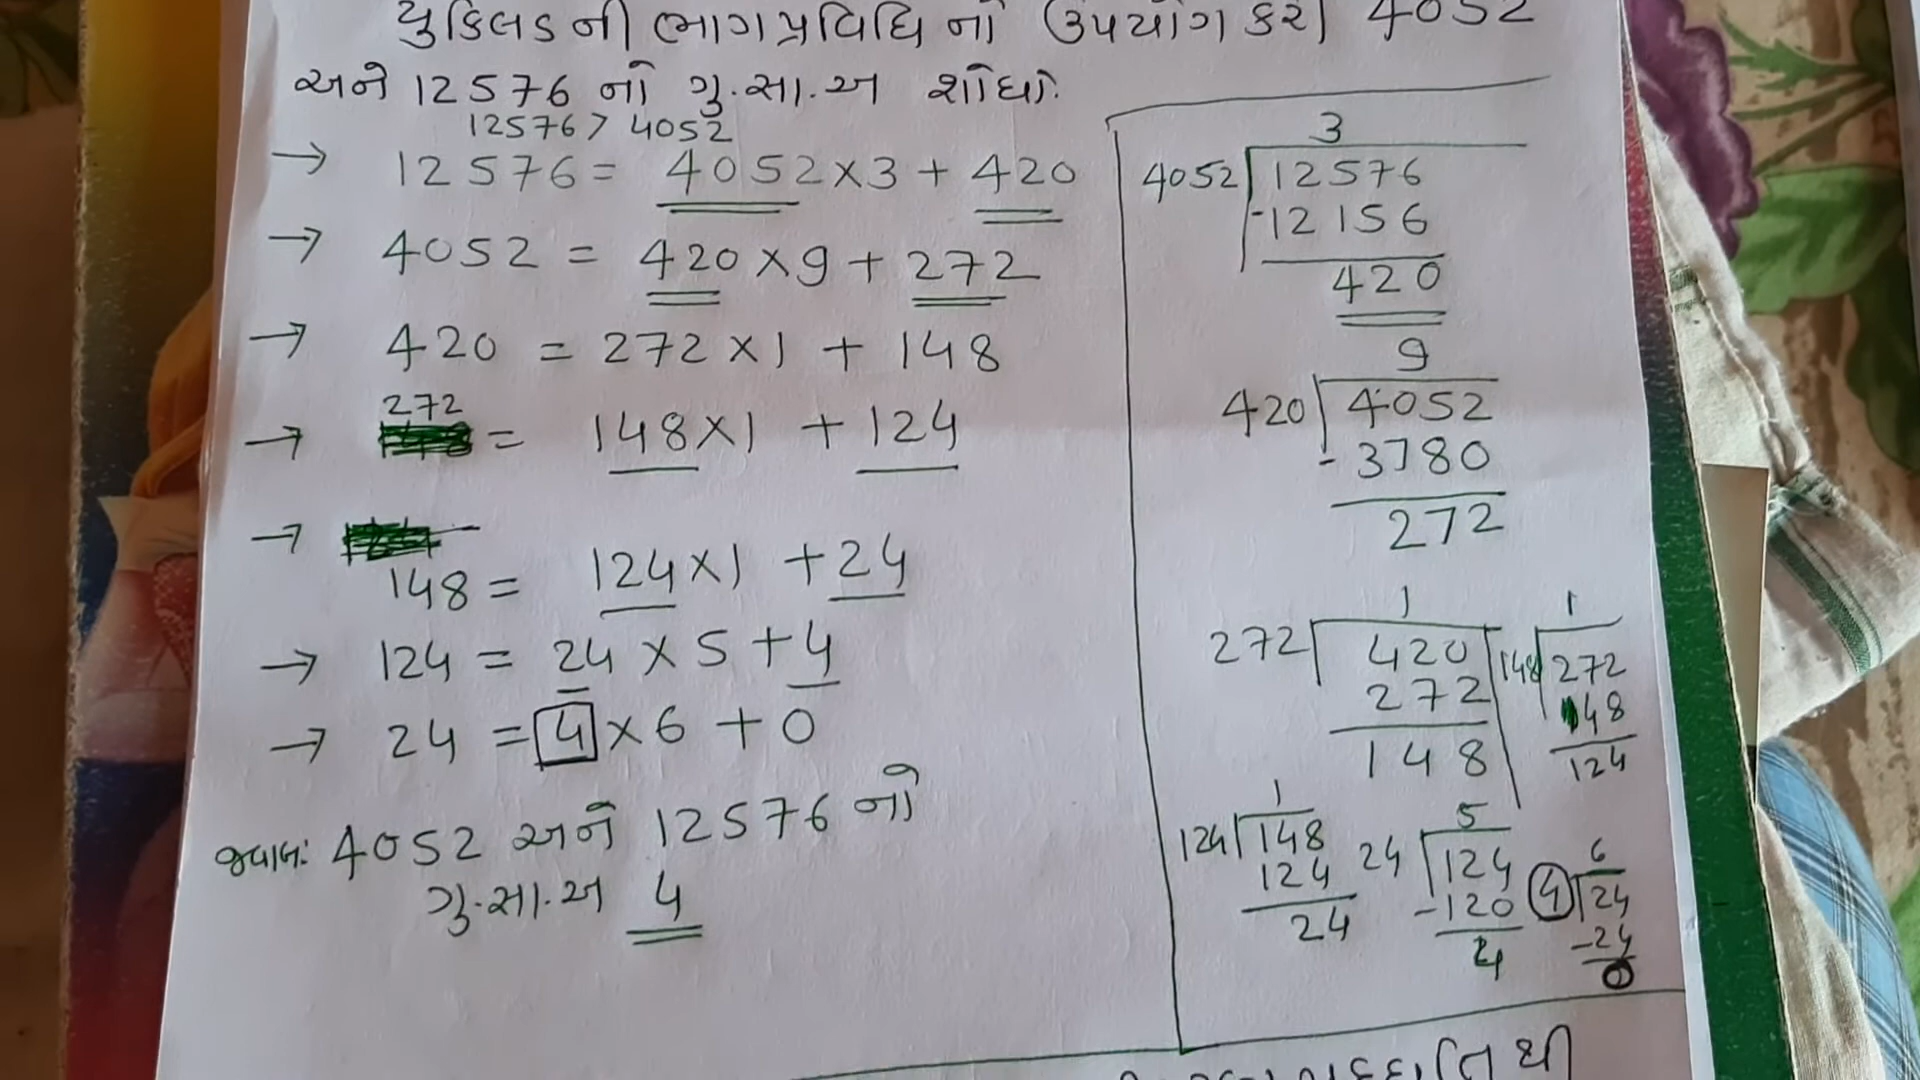 યુક્લિડ ની ભાગ પ્રવિધિ નો ઉપયોગ કરી 4052
અને 12576 નો ગુ.સા.અ શોધો.
12576 > 4052
→ 12576 = 4052 × 3 + 420
→ 4052 = 420 × 9 + 272
→ 420 = 272 × 1 + 148
→ 272 = 148 × 1 + 124
→ 148 = 124 × 1 + 24
→ 124 = 24 × 5 + 4
→ 24 = 4 × 6 + 0
જવાબ: 4052 અને 12576 નો
ગુ.સા.અ 4
3
4052 12576
-12156
420
9
420 4052
- 3780
272
1
272 420
272
148
1
148 272
148
124
1
124 148
124
24
5
24 124
-120
4
6
4 24
-24
0